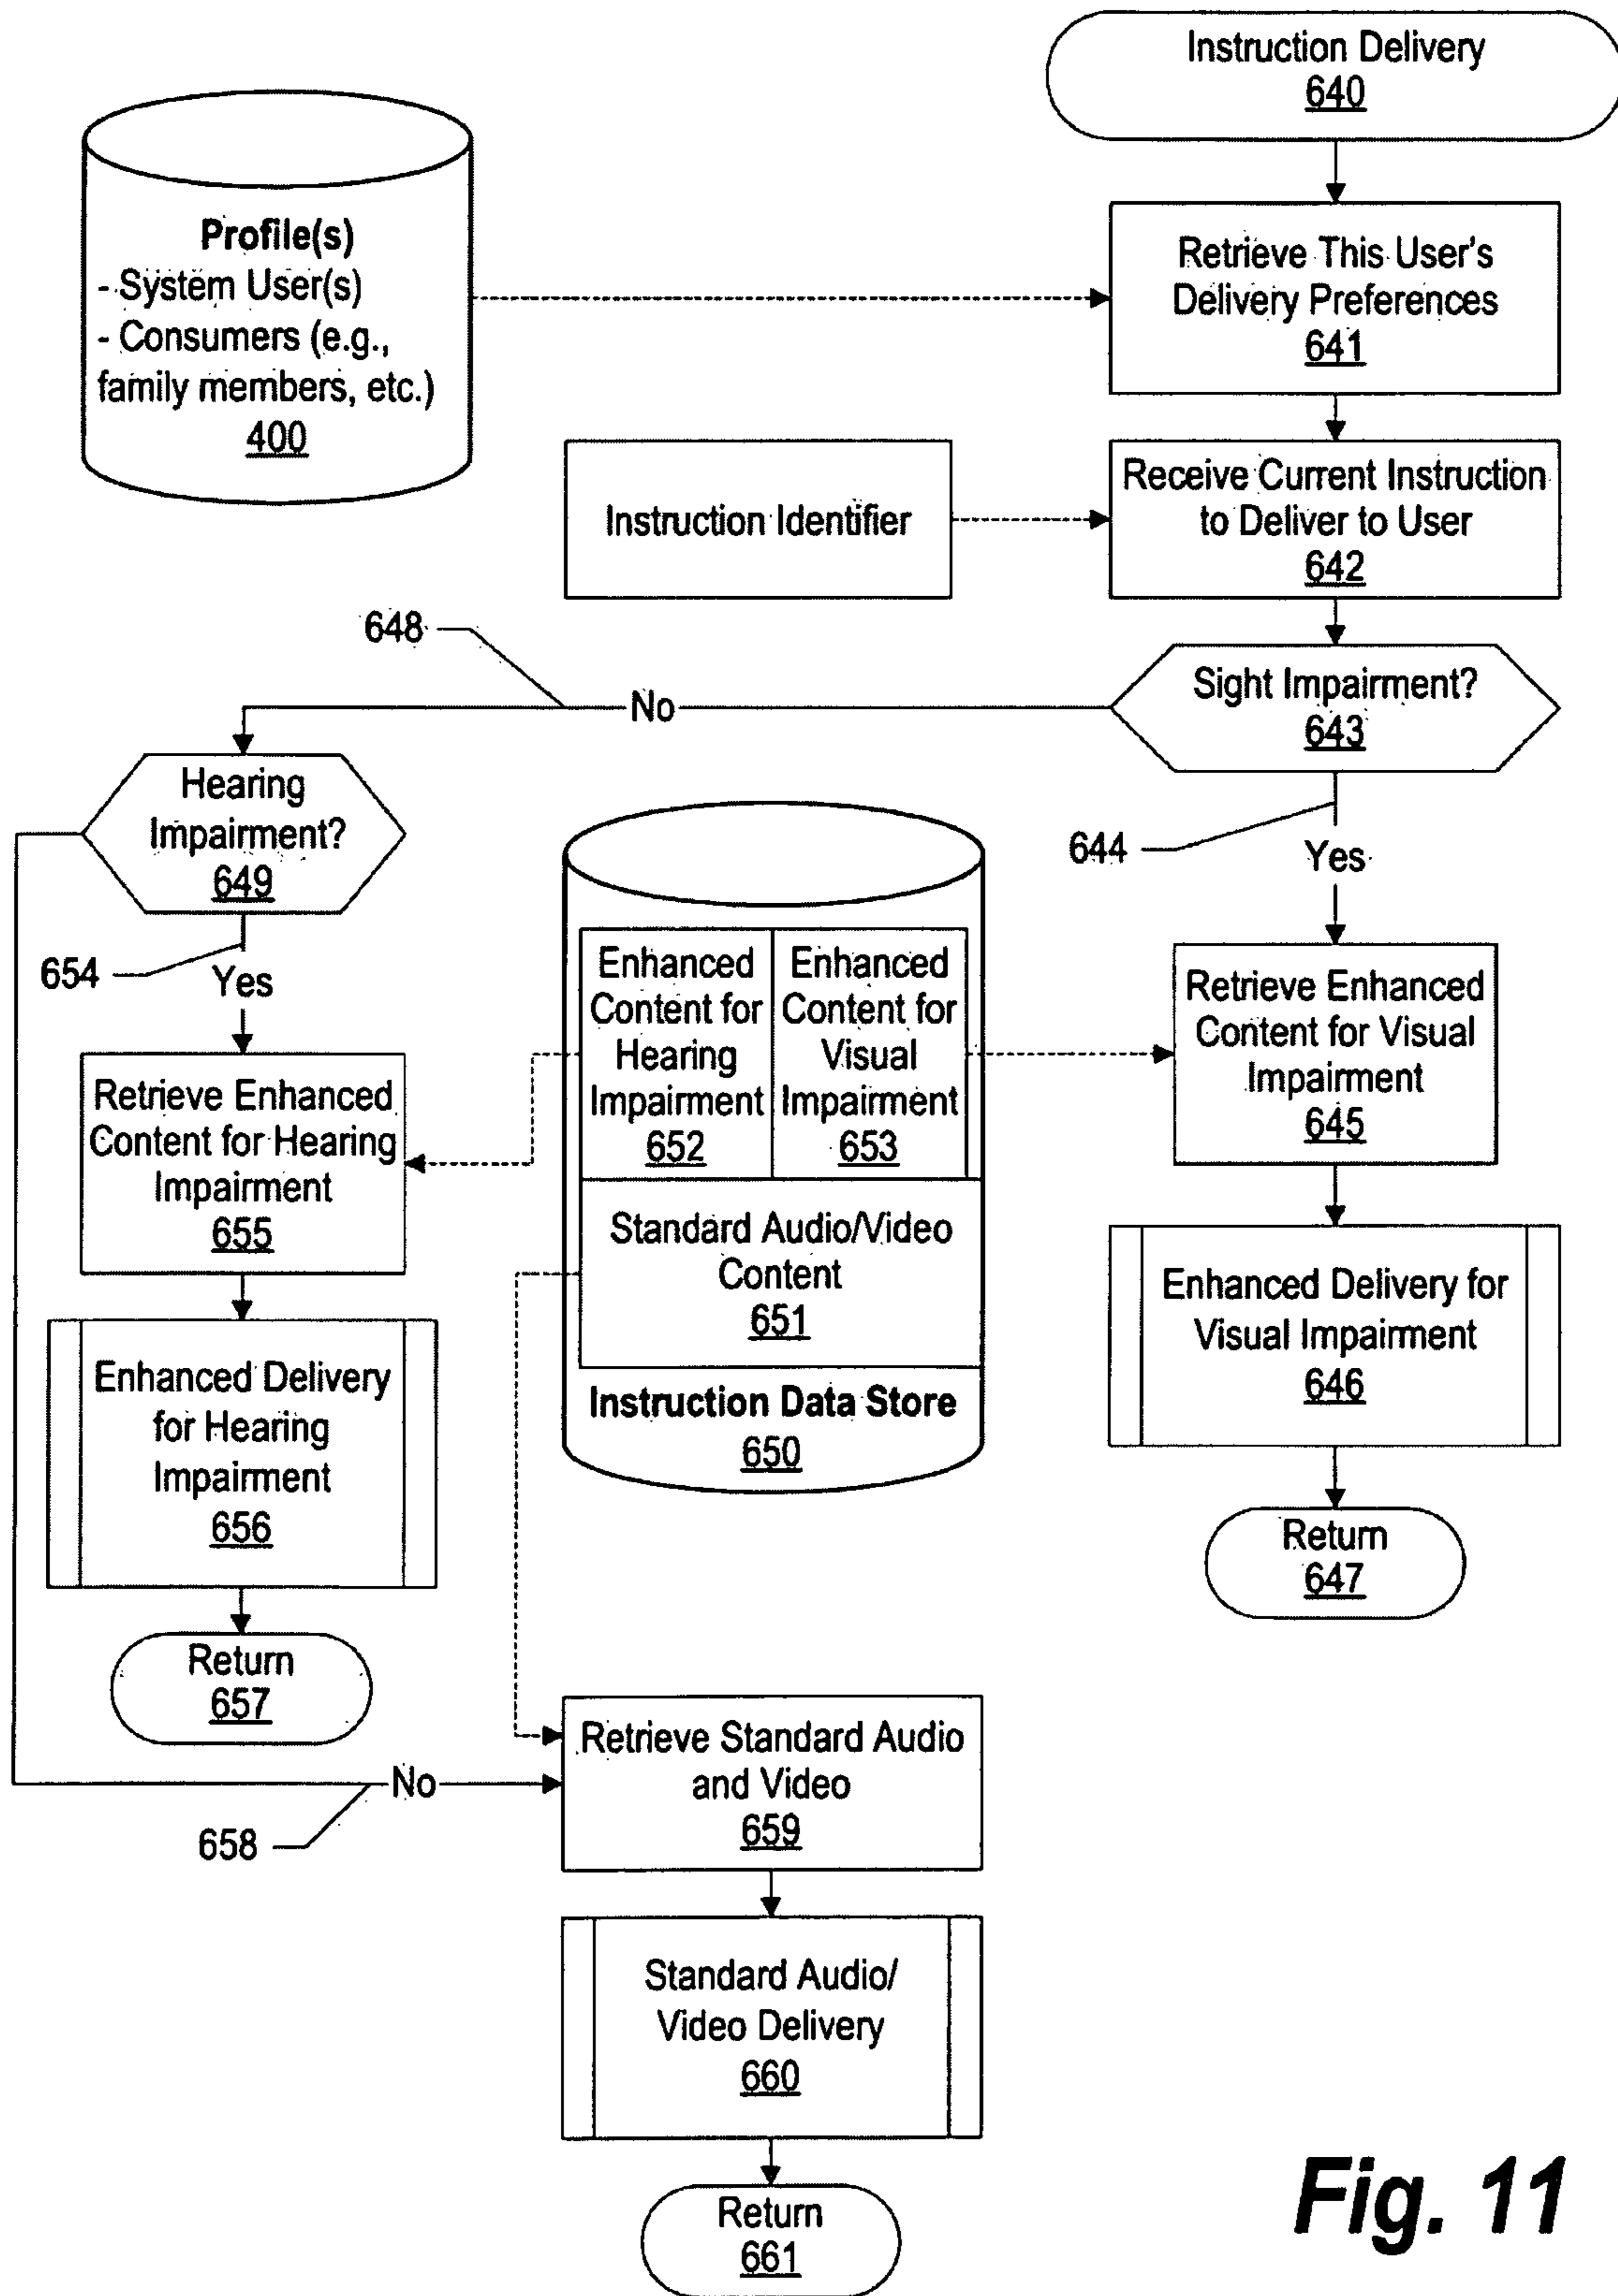 Instruction Delivery
640
Profile(s)
- System User(s)
- Consumers (e.g.,
family members, etc.)
400
Retrieve This User's
Delivery Preferences
641
Instruction Identifier
Receive Current Instruction
to Deliver to User
642
648
No
Sight Impairment?
643
Hearing
Impairment?
649
644
Yes
654
Yes
Enhanced
Content for
Hearing
Impairment
652
Enhanced
Content for
Visual
Impairment
653
Retrieve Enhanced
Content for Visual
Impairment
645
Retrieve Enhanced
Content for Hearing
Impairment
655
Standard Audio/Video
Content
651
Instruction Data Store
650
Enhanced Delivery for
Visual Impairment
646
Enhanced Delivery
for Hearing
Impairment
656
Return
647
Return
657
No
658
Retrieve Standard Audio
and Video
659
Standard Audio/
Video Delivery
660
Return
661
Fig. 11